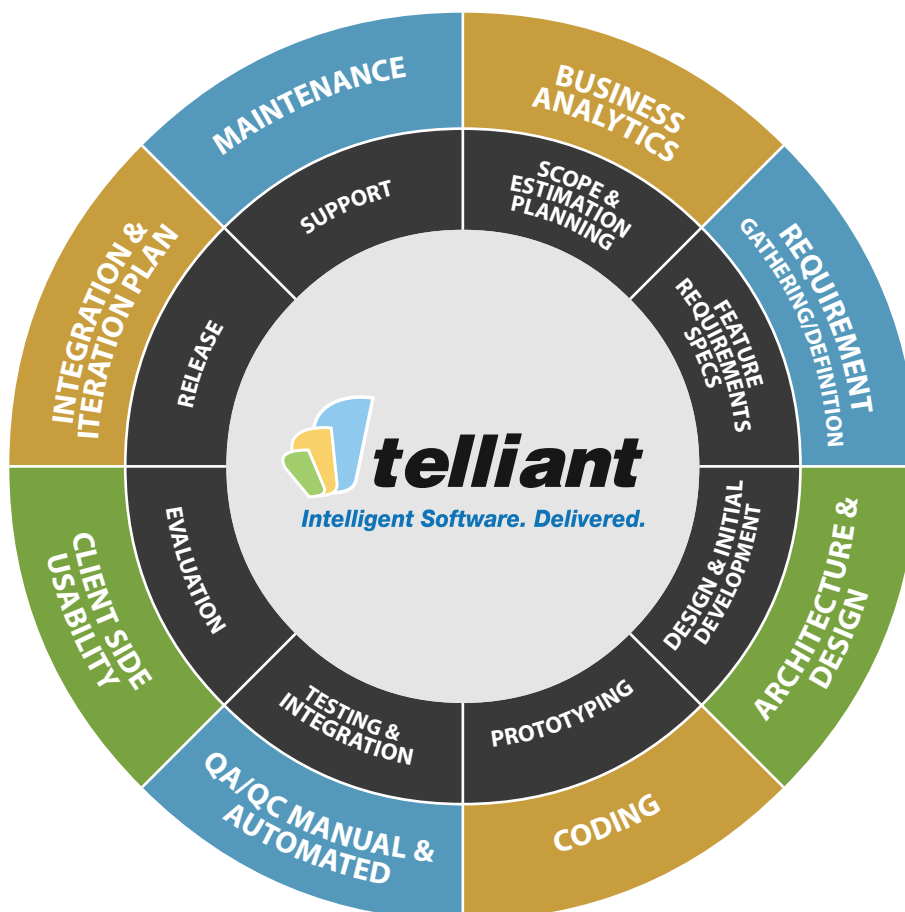 BUSINESS
ANALYTICS
SCOPE &
ESTIMATION
PLANNING
REQUIREMENT
GATHERING/DEFINITION
FEATURE
REQUIREMENTS
SPECS
ARCHITECTURE &
DESIGN
DESIGN & INITIAL
DEVELOPMENT
CODING
PROTOTYPING
QA/QC MANUAL &
AUTOMATED
TESTING &
INTEGRATION
CLIENT SIDE
USABILITY
EVALUATION
INTEGRATION &
ITERATION PLAN
RELEASE
MAINTENANCE
SUPPORT
telliant
Intelligent Software. Delivered.